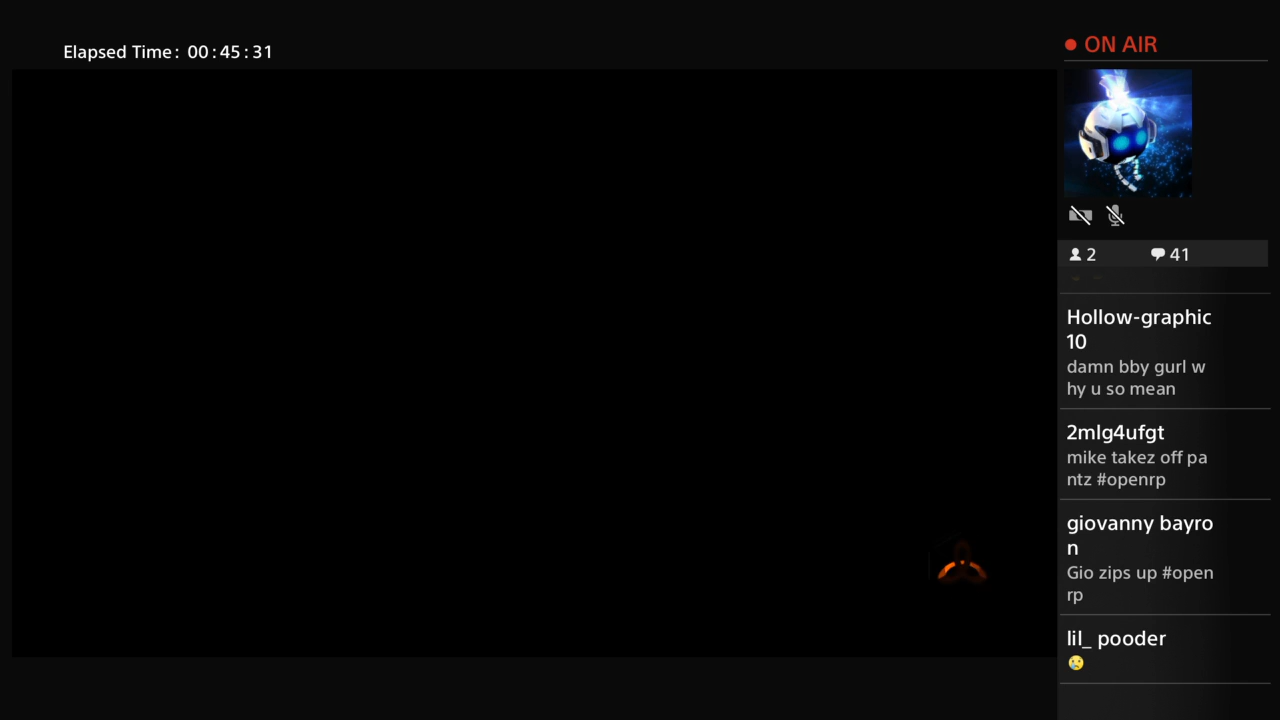 Elapsed Time: 00:45:31
ON AIR
2
41
Hollow-graphic
10
damn bby gurl w
hy u so mean
2mlg4ufgt
mike takez off pa
ntz #openrp
giovanny bayro
n
Gio zips up #open
rp
lil_ pooder
😢